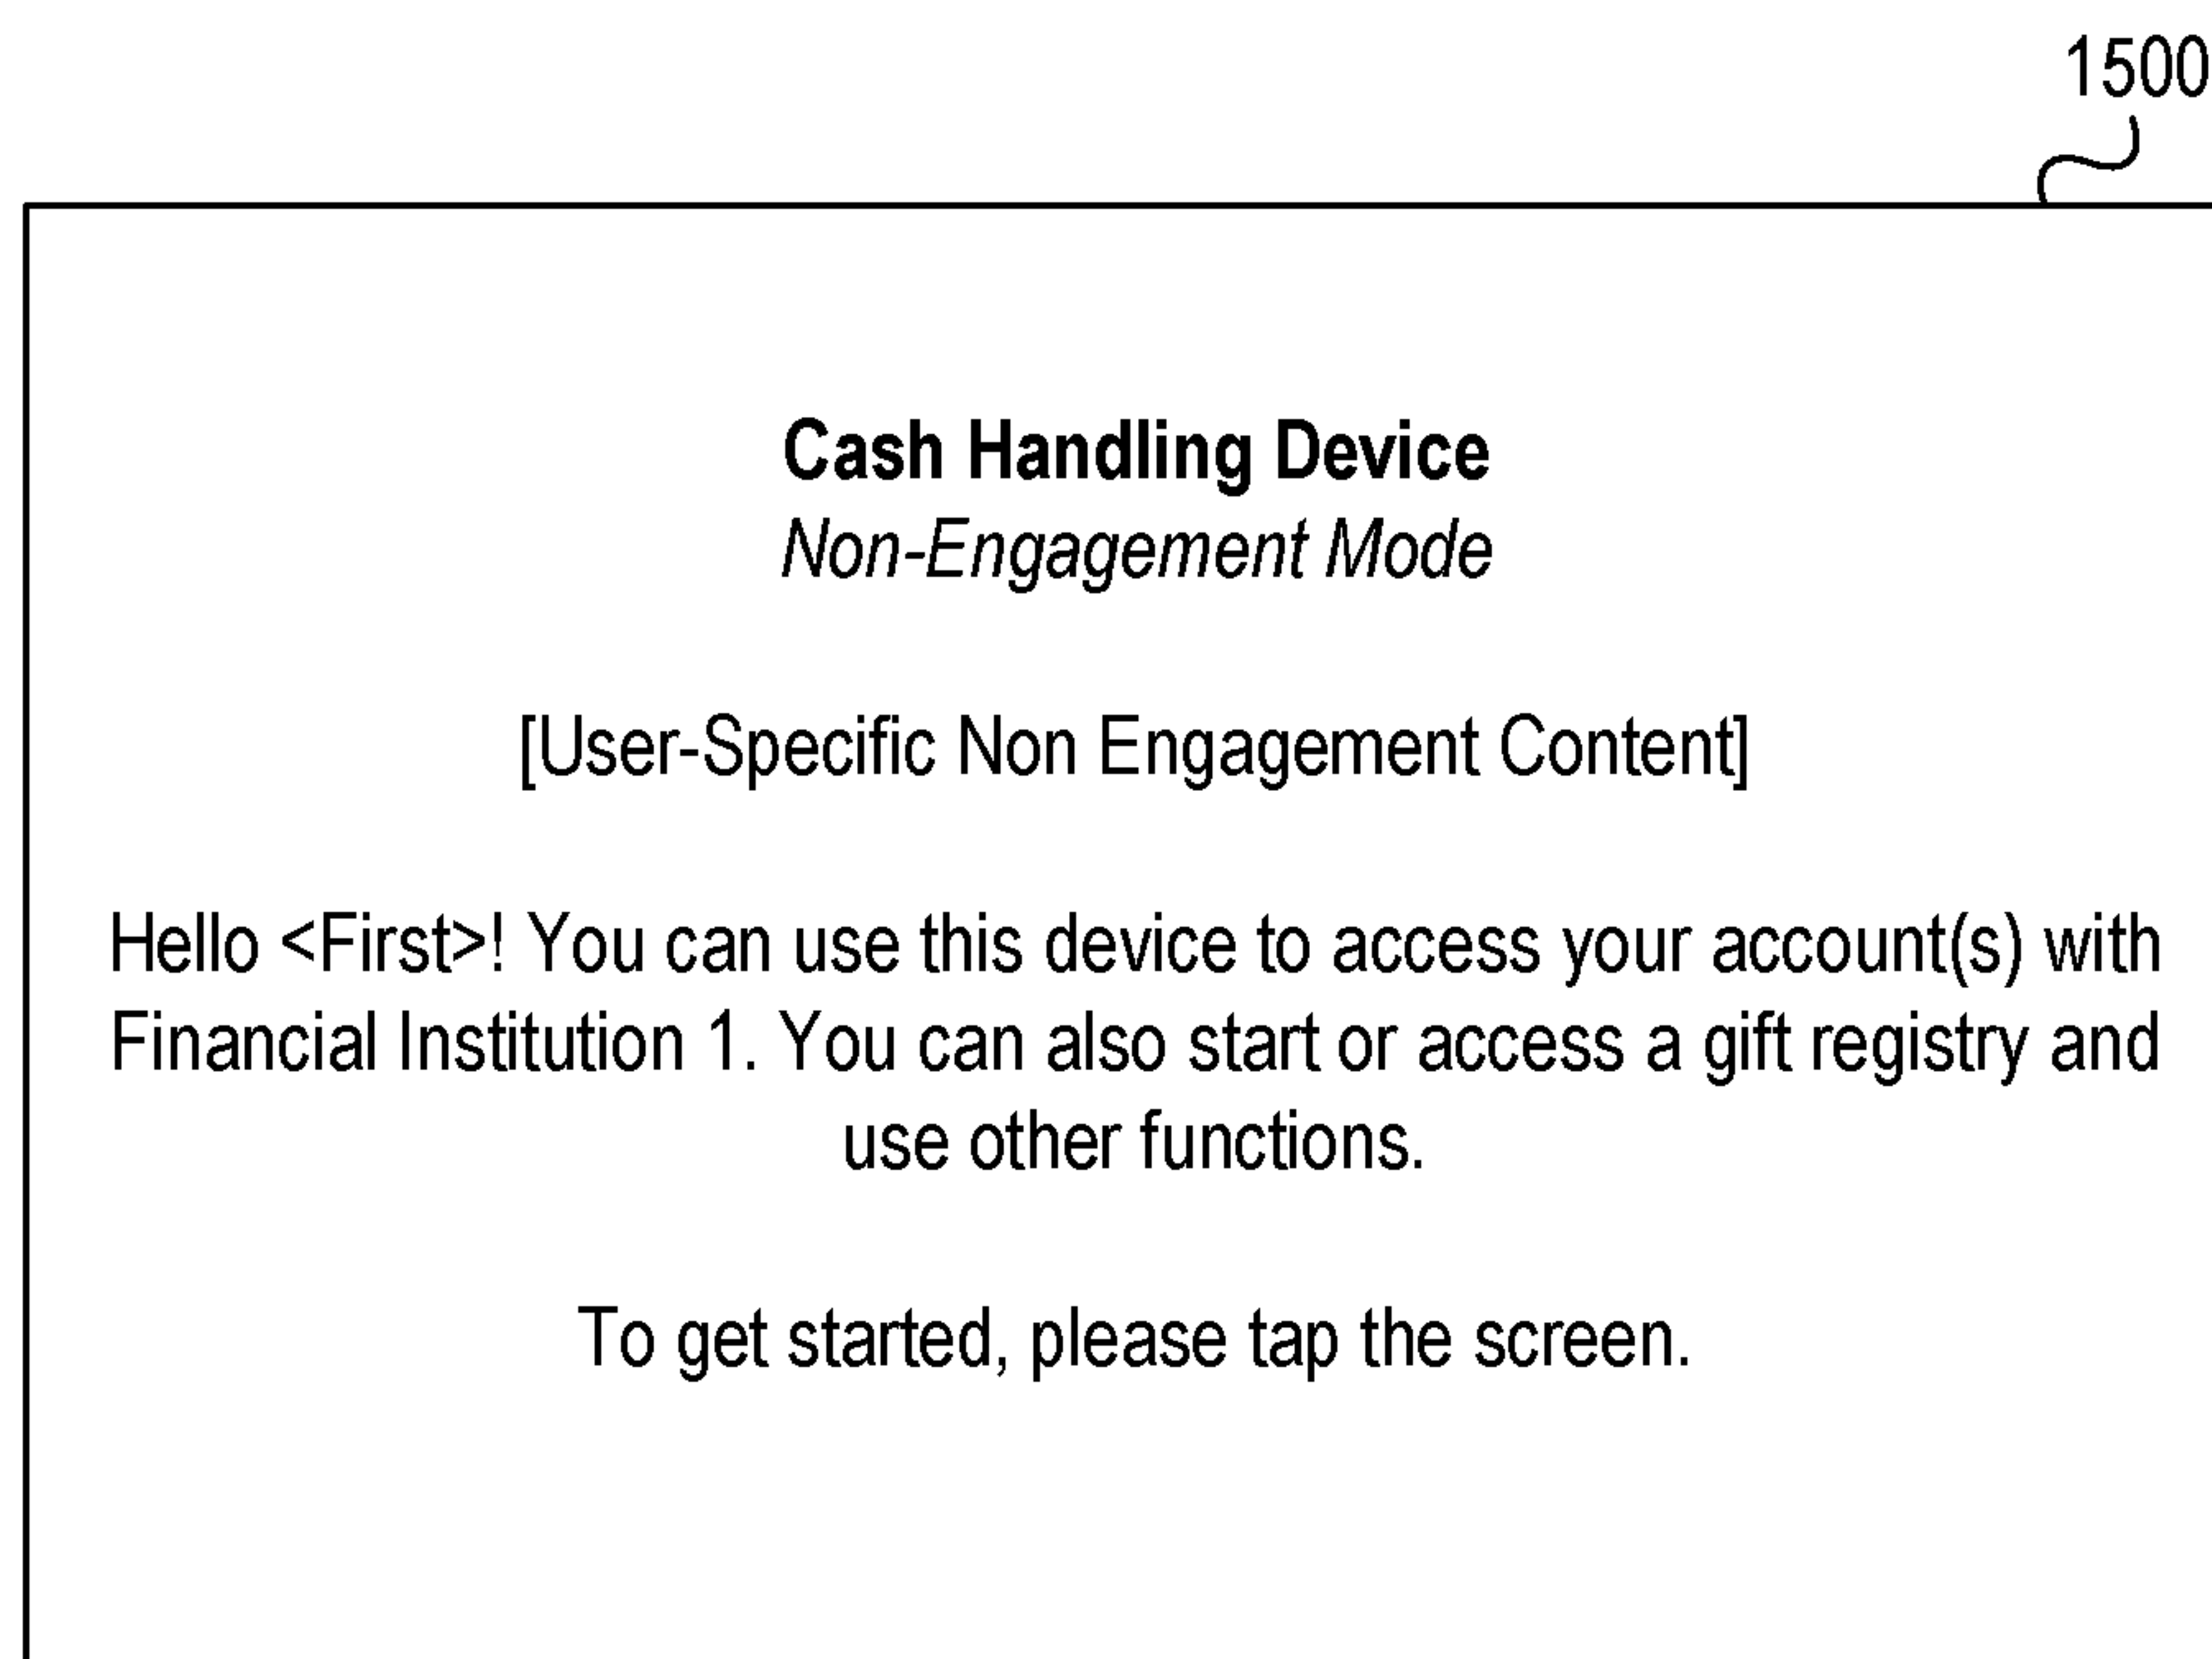 1500
Cash Handling Device
Non-Engagement Mode
[User-Specific Non Engagement Content]
Hello <First>! You can use this device to access your account(s) with
Financial Institution 1. You can also start or access a gift registry and
use other functions.
To get started, please tap the screen.